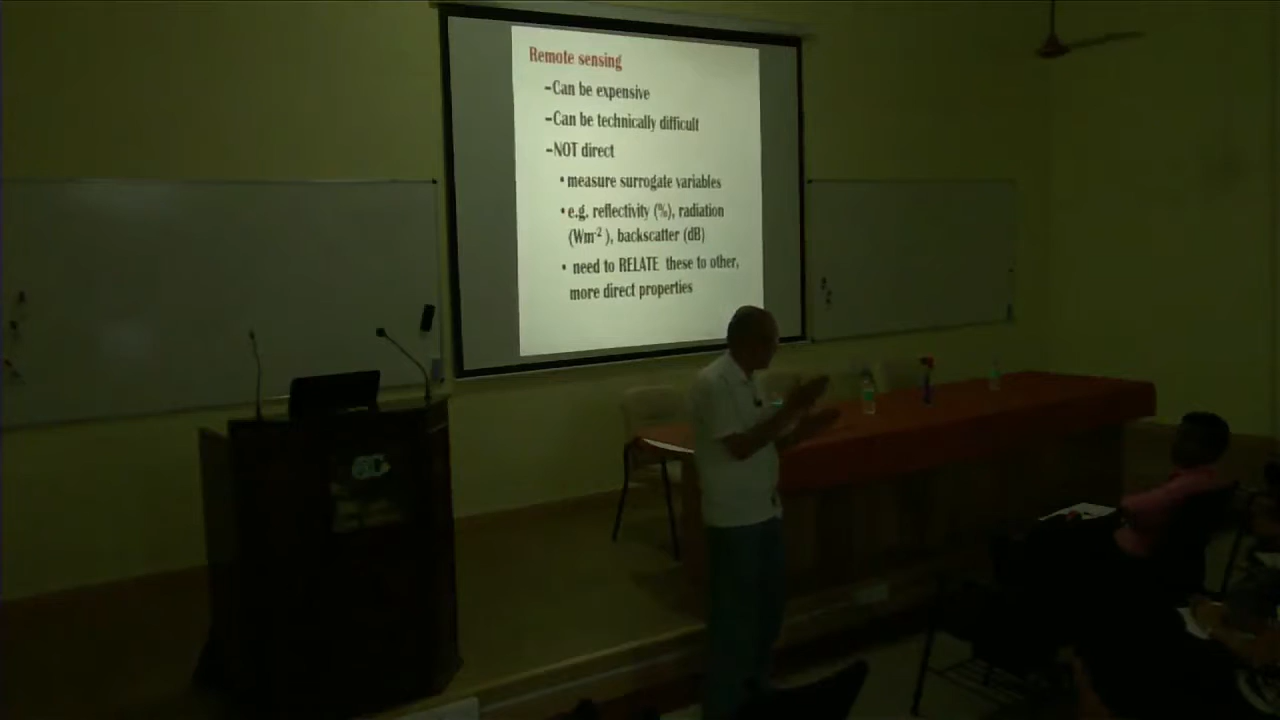 Remote sensing
–Can be expensive
–Can be technically difficult
–NOT direct
• measure surrogate variables
• e.g. reflectivity (%), radiation
(Wm-2 ), backscatter (dB)
• need to RELATE these to other,
more direct properties